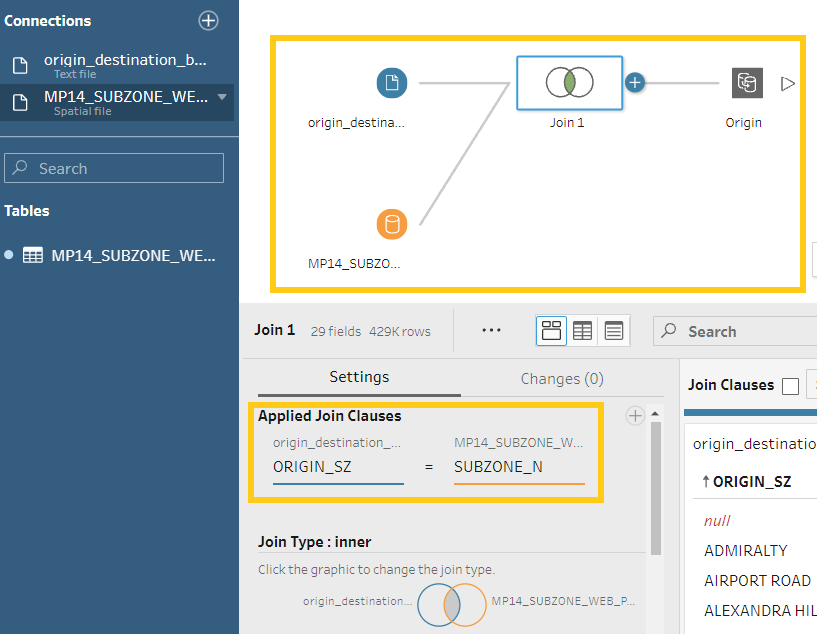 Connections
origin_destination_b...
Text file
MP14_SUBZONE_WE...
Spatial file
Search
Tables
MP14_SUBZONE_WE...
origin_destina...
Join 1
Origin
MP14_SUBZO...
Join 1 29 fields 429K rows
Search
Settings Changes (0)
Applied Join Clauses
origin_destination_... MP14_SUBZONE_W...
ORIGIN_SZ = SUBZONE_N
Join Type : inner
Click the graphic to change the join type.
origin_destination... MP14_SUBZONE_WEB_P...
Join Clauses
origin_destinatio
ORIGIN_SZ
null
ADMIRALTY
AIRPORT ROAD
ALEXANDRA HIL